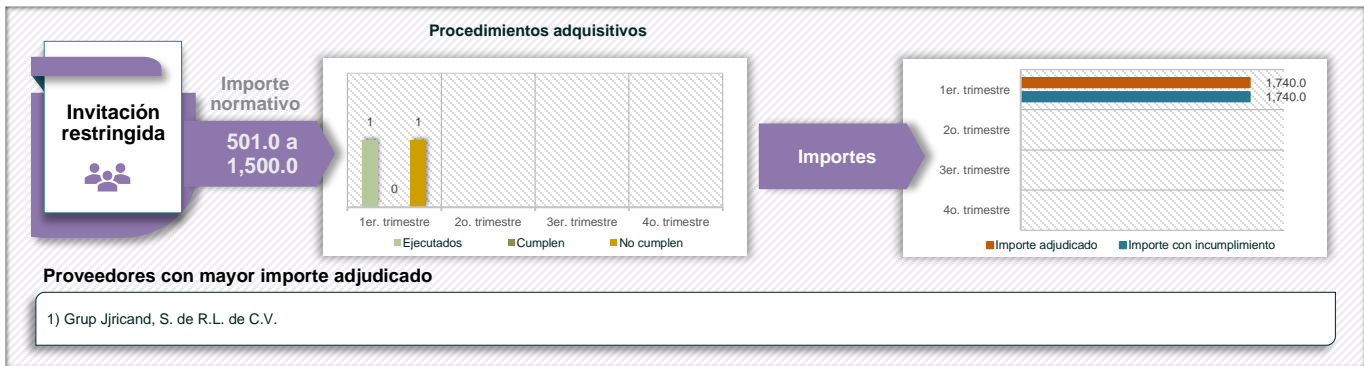 Procedimientos adquisitivos
Invitación
restringida
Importe
normativo
501.0 a
1,500.0
1
0
1
1er. trimestre
2o. trimestre
3er. trimestre
4o. trimestre
Ejecutados
Cumplen
No cumplen
Importes
1er. trimestre
2o. trimestre
3er. trimestre
4o. trimestre
1,740.0
1,740.0
Importe adjudicado
Importe con incumplimiento
Proveedores con mayor importe adjudicado
1) Grup Jjricand, S. de R.L. de C.V.